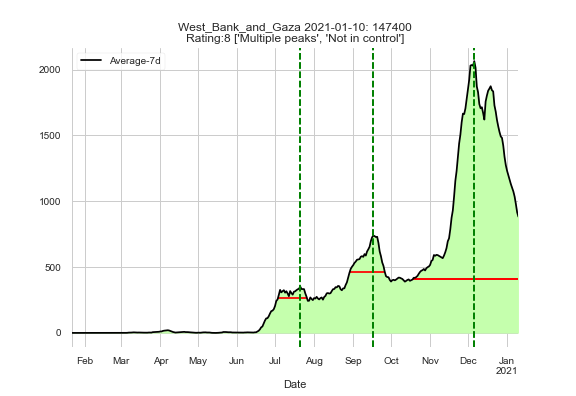 West_Bank_and_Gaza 2021-01-10: 147400
Rating:8 ['Multiple peaks', 'Not in control']
Average-7d
2000
1500
1000
500
0
Feb Mar Apr May Jun Jul Aug Sep Oct Nov Dec Jan
2021
Date